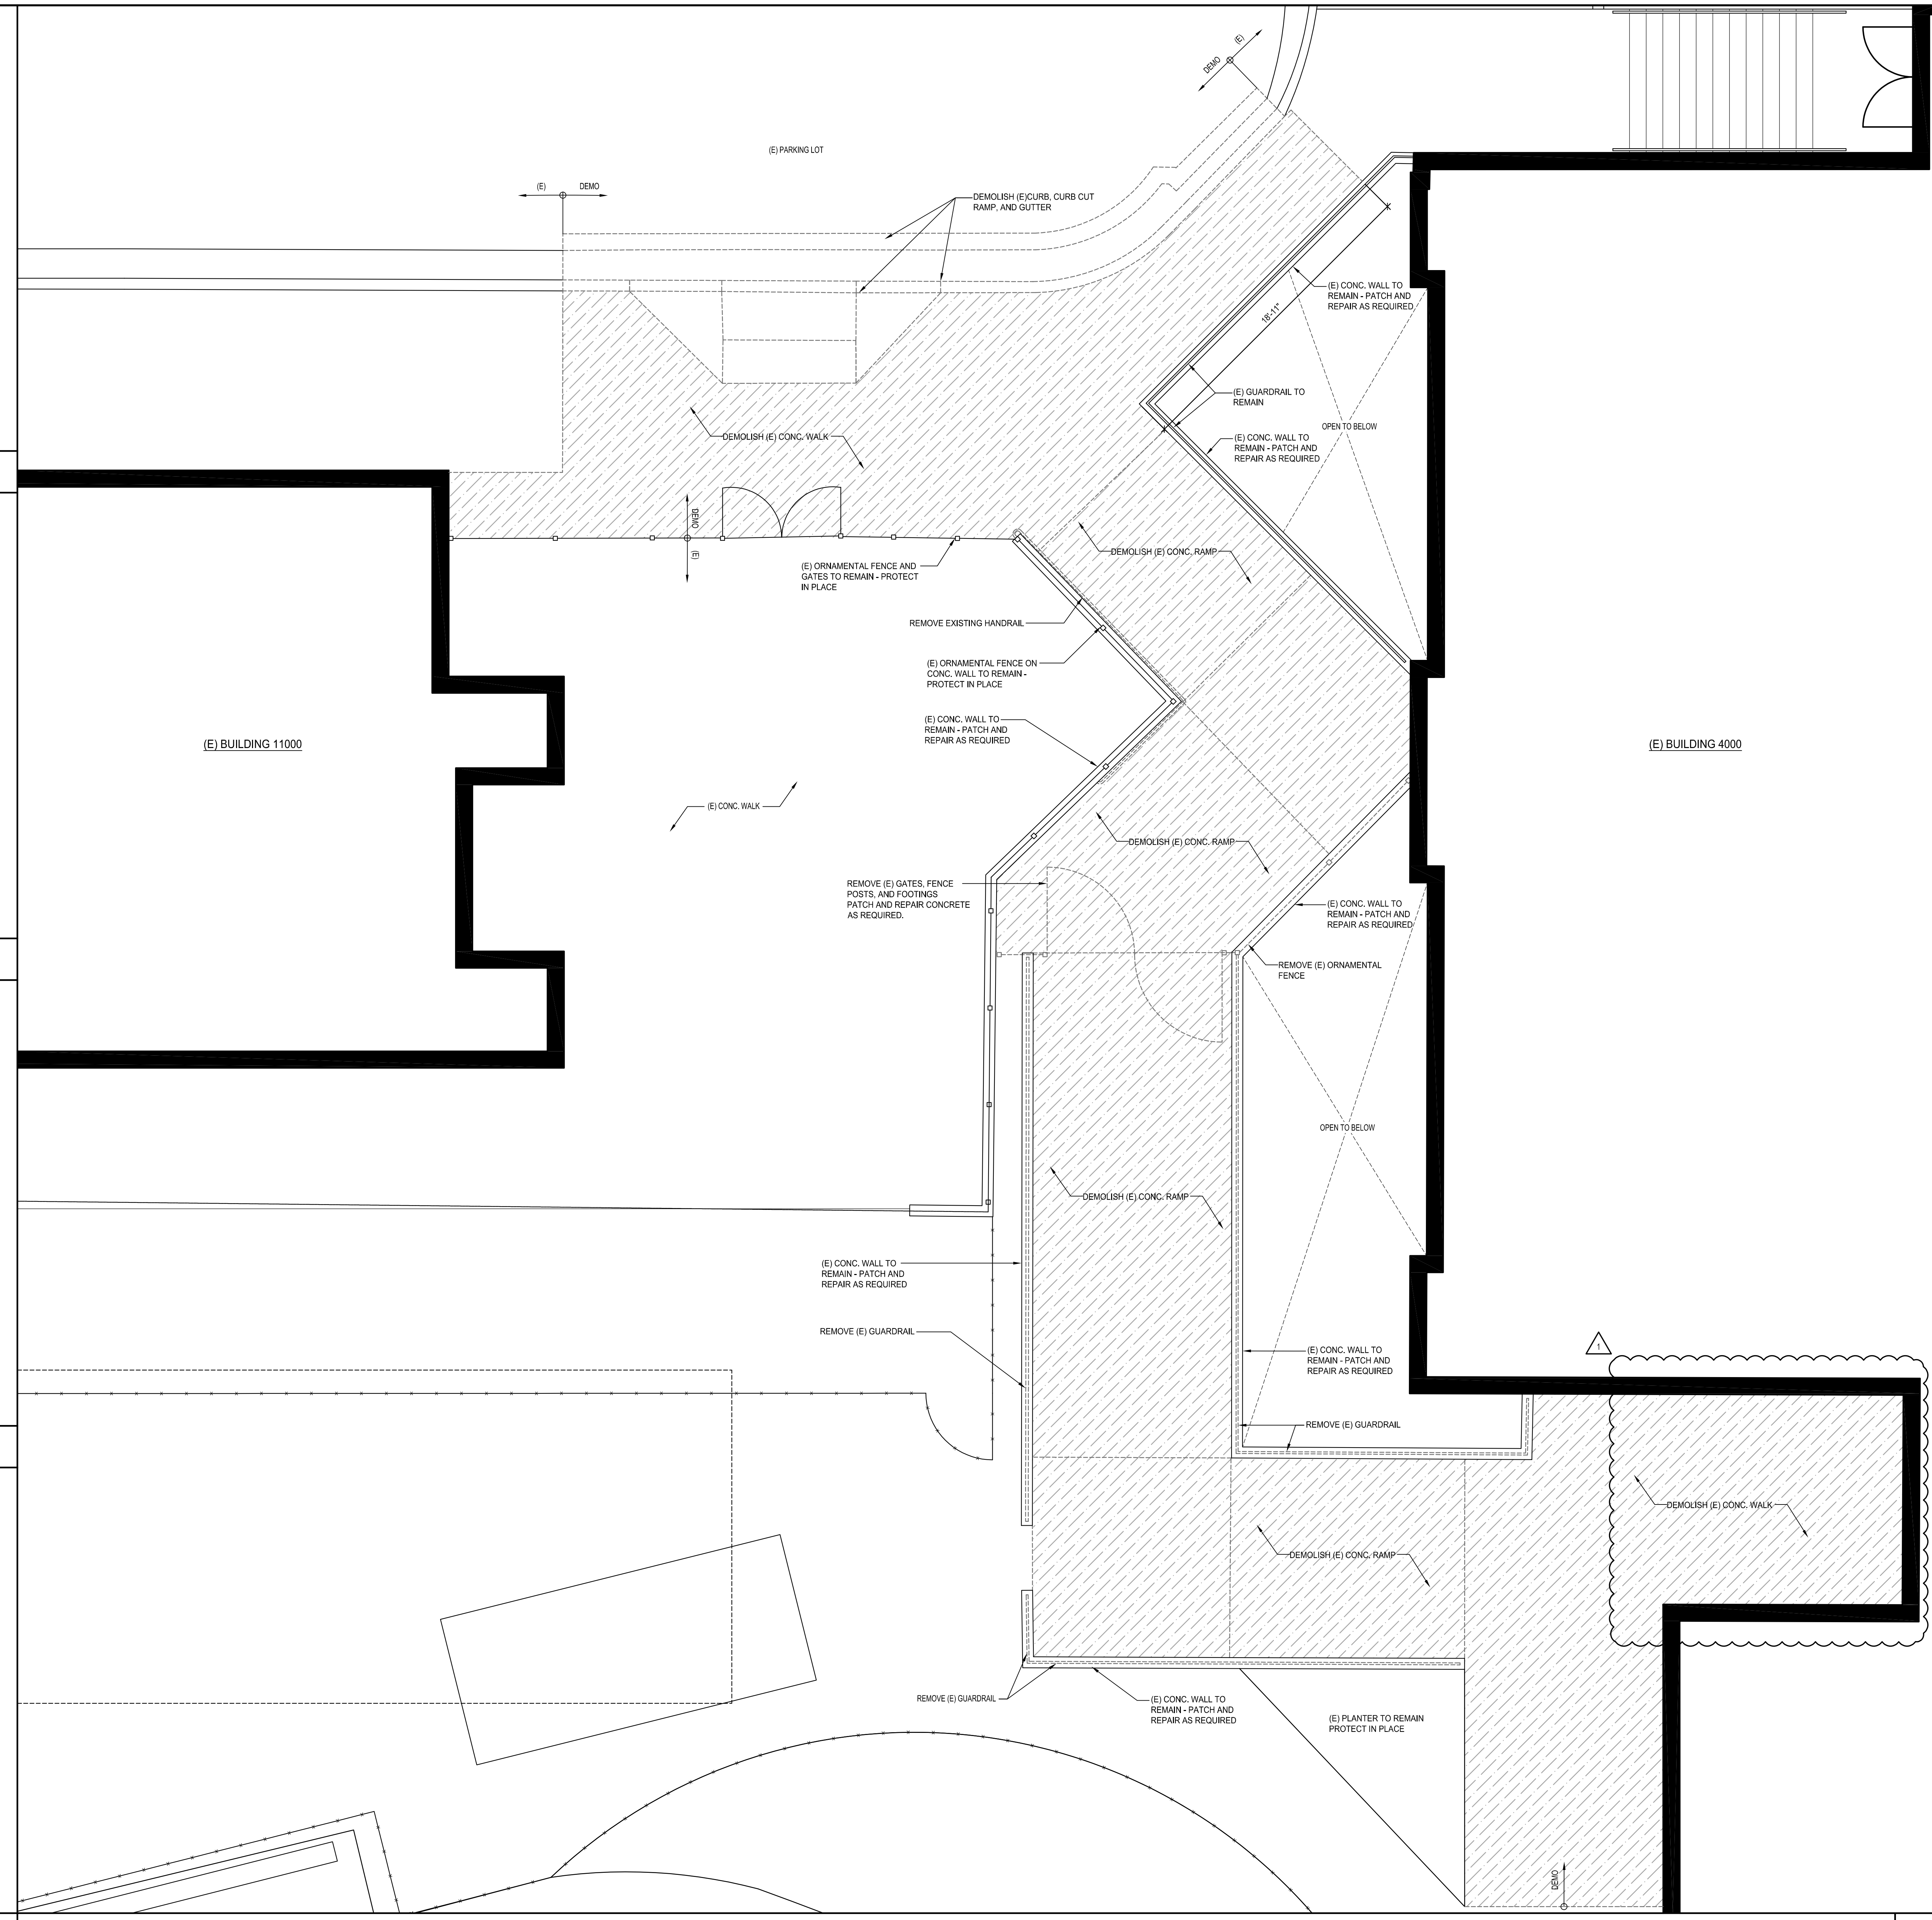 (E)
DEMO
(E) PARKING LOT
(E)
DEMO
DEMOLISH (E)CURB, CURB CUT
RAMP, AND GUTTER
(E) CONC. WALL TO
REMAIN - PATCH AND
REPAIR AS REQUIRED
18'-11"
(E) GUARDRAIL TO
REMAIN
OPEN TO BELOW
DEMOLISH (E) CONC. WALK
(E) CONC. WALL TO
REMAIN - PATCH AND
REPAIR AS REQUIRED
DEMO
(E)
DEMOLISH (E) CONC. RAMP
(E) ORNAMENTAL FENCE AND
GATES TO REMAIN - PROTECT
IN PLACE
REMOVE EXISTING HANDRAIL
(E) ORNAMENTAL FENCE ON
CONC. WALL TO REMAIN -
PROTECT IN PLACE
(E) CONC. WALL TO
REMAIN - PATCH AND
REPAIR AS REQUIRED
(E) BUILDING 11000
(E) BUILDING 4000
(E) CONC. WALK
DEMOLISH (E) CONC. RAMP
REMOVE (E) GATES, FENCE
POSTS, AND FOOTINGS
PATCH AND REPAIR CONCRETE
AS REQUIRED.
(E) CONC. WALL TO
REMAIN - PATCH AND
REPAIR AS REQUIRED
REMOVE (E) ORNAMENTAL
FENCE
OPEN TO BELOW
DEMOLISH (E) CONC. RAMP
(E) CONC. WALL TO
REMAIN - PATCH AND
REPAIR AS REQUIRED
REMOVE (E) GUARDRAIL
(E) CONC. WALL TO
REMAIN - PATCH AND
REPAIR AS REQUIRED
1
REMOVE (E) GUARDRAIL
DEMOLISH (E) CONC. WALK
DEMOLISH (E) CONC. RAMP
REMOVE (E) GUARDRAIL
(E) CONC. WALL TO
REMAIN - PATCH AND
REPAIR AS REQUIRED
(E) PLANTER TO REMAIN
PROTECT IN PLACE
DEMO